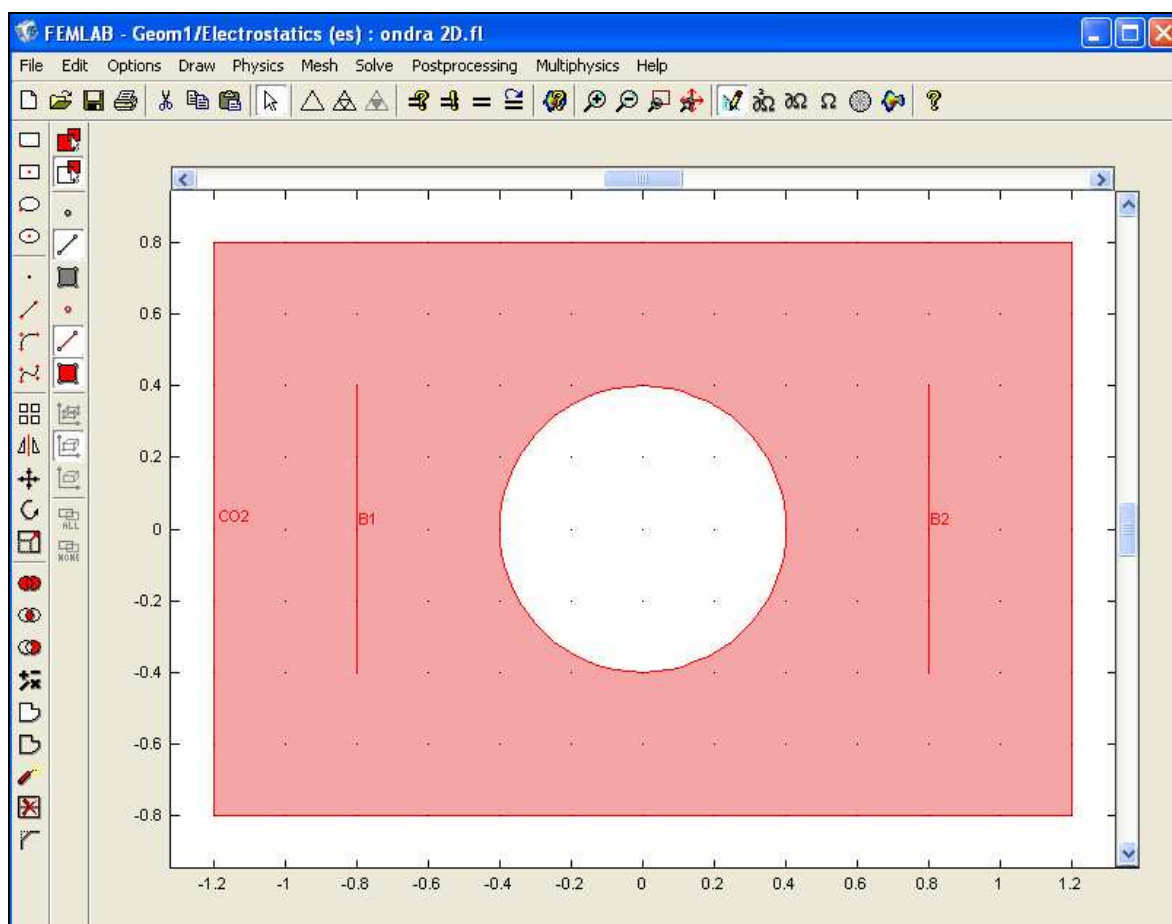 FEMLAB - Geom1/Electrostatics (es) : ondra 2D.fl
File Edit Options Draw Physics Mesh Solve Postprocessing Multiphysics Help
∂Ω ∂Ω Ω
0.8
0.6
0.4
0.2
CO2 B1 0 B2
-0.2
-0.4
-0.6
-0.8
-1.2 -1 -0.8 -0.6 -0.4 -0.2 0 0.2 0.4 0.6 0.8 1 1.2
ALL
NONE